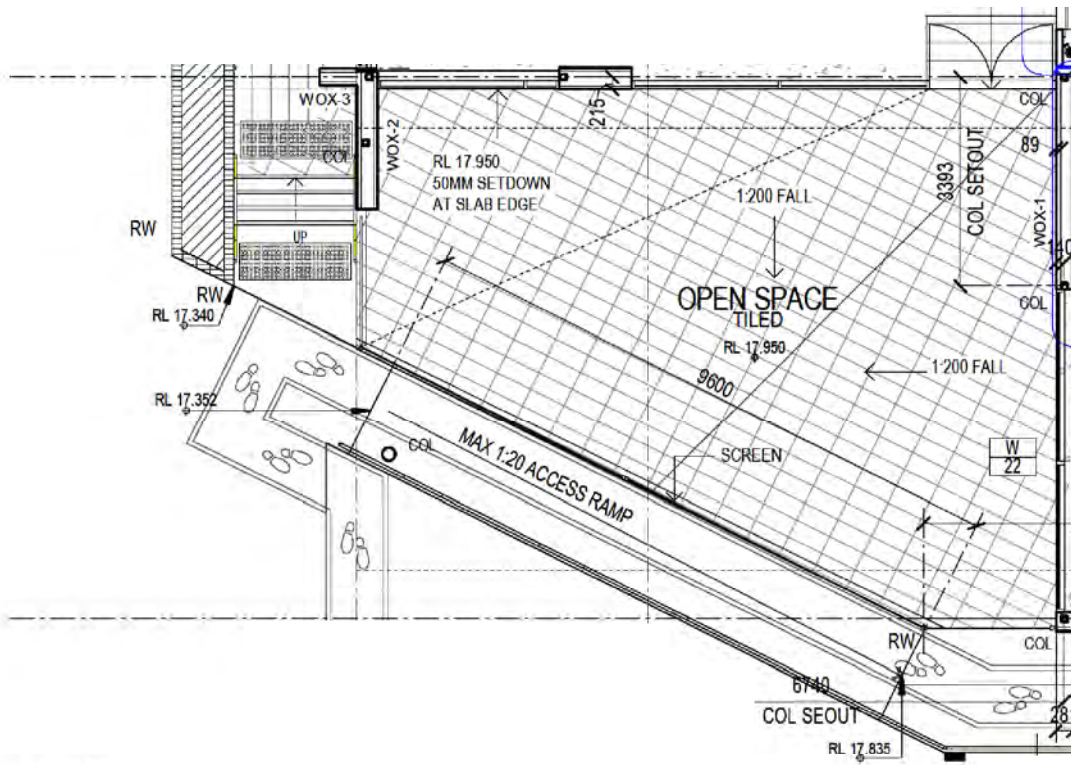 COL
WOX-3
215
WOX-2
COL
89
3393
COL SETOUT
RL 17.950
50MM SETDOWN
AT SLAB EDGE
1:200 FALL
WOX-1
RW
UP
OPEN SPACE
TILED
RL 17.950
COL
RW
RL 17.340
1:200 FALL
9600
RL 17.352
COL
MAX 1:20 ACCESS RAMP
SCREEN
W
22
RW
COL
6740
COL SEOUT
28
RL 17.835